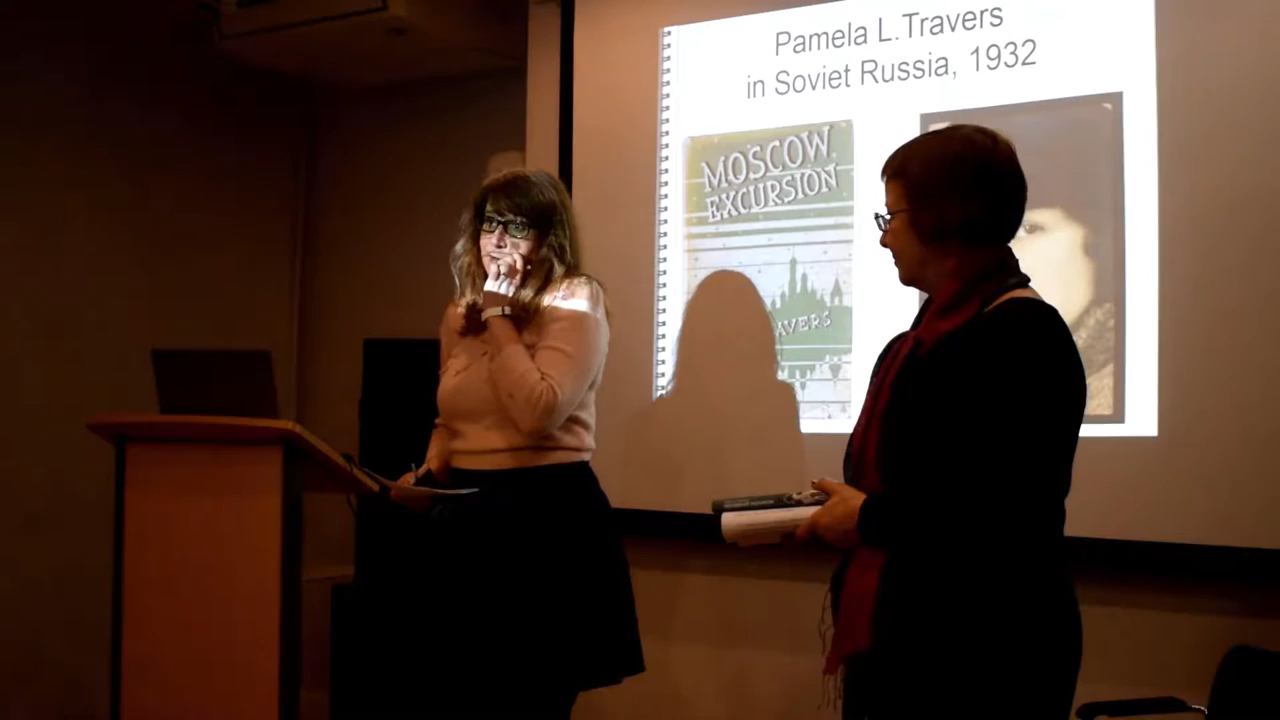 Pamela L.Travers
in Soviet Russia, 1932
MOSCOW
EXCURSION
AVERS